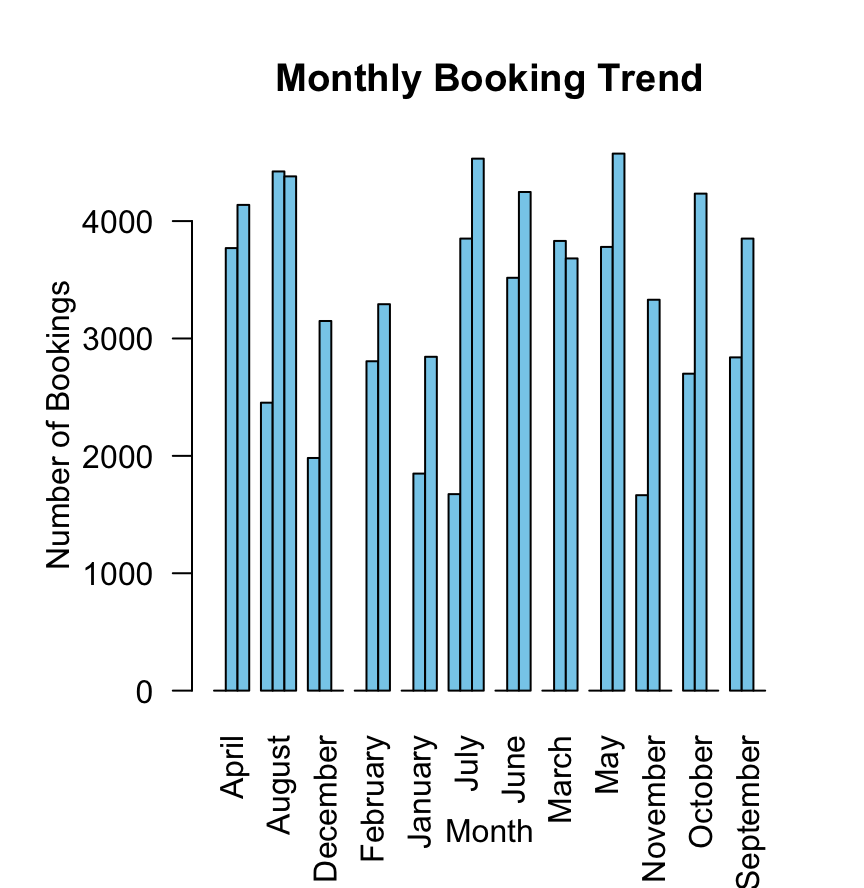 Monthly Booking Trend
Number of Bookings
4000
3000
2000
1000
0
April
August
December
February
January
July
June
March
May
November
October
September
Month